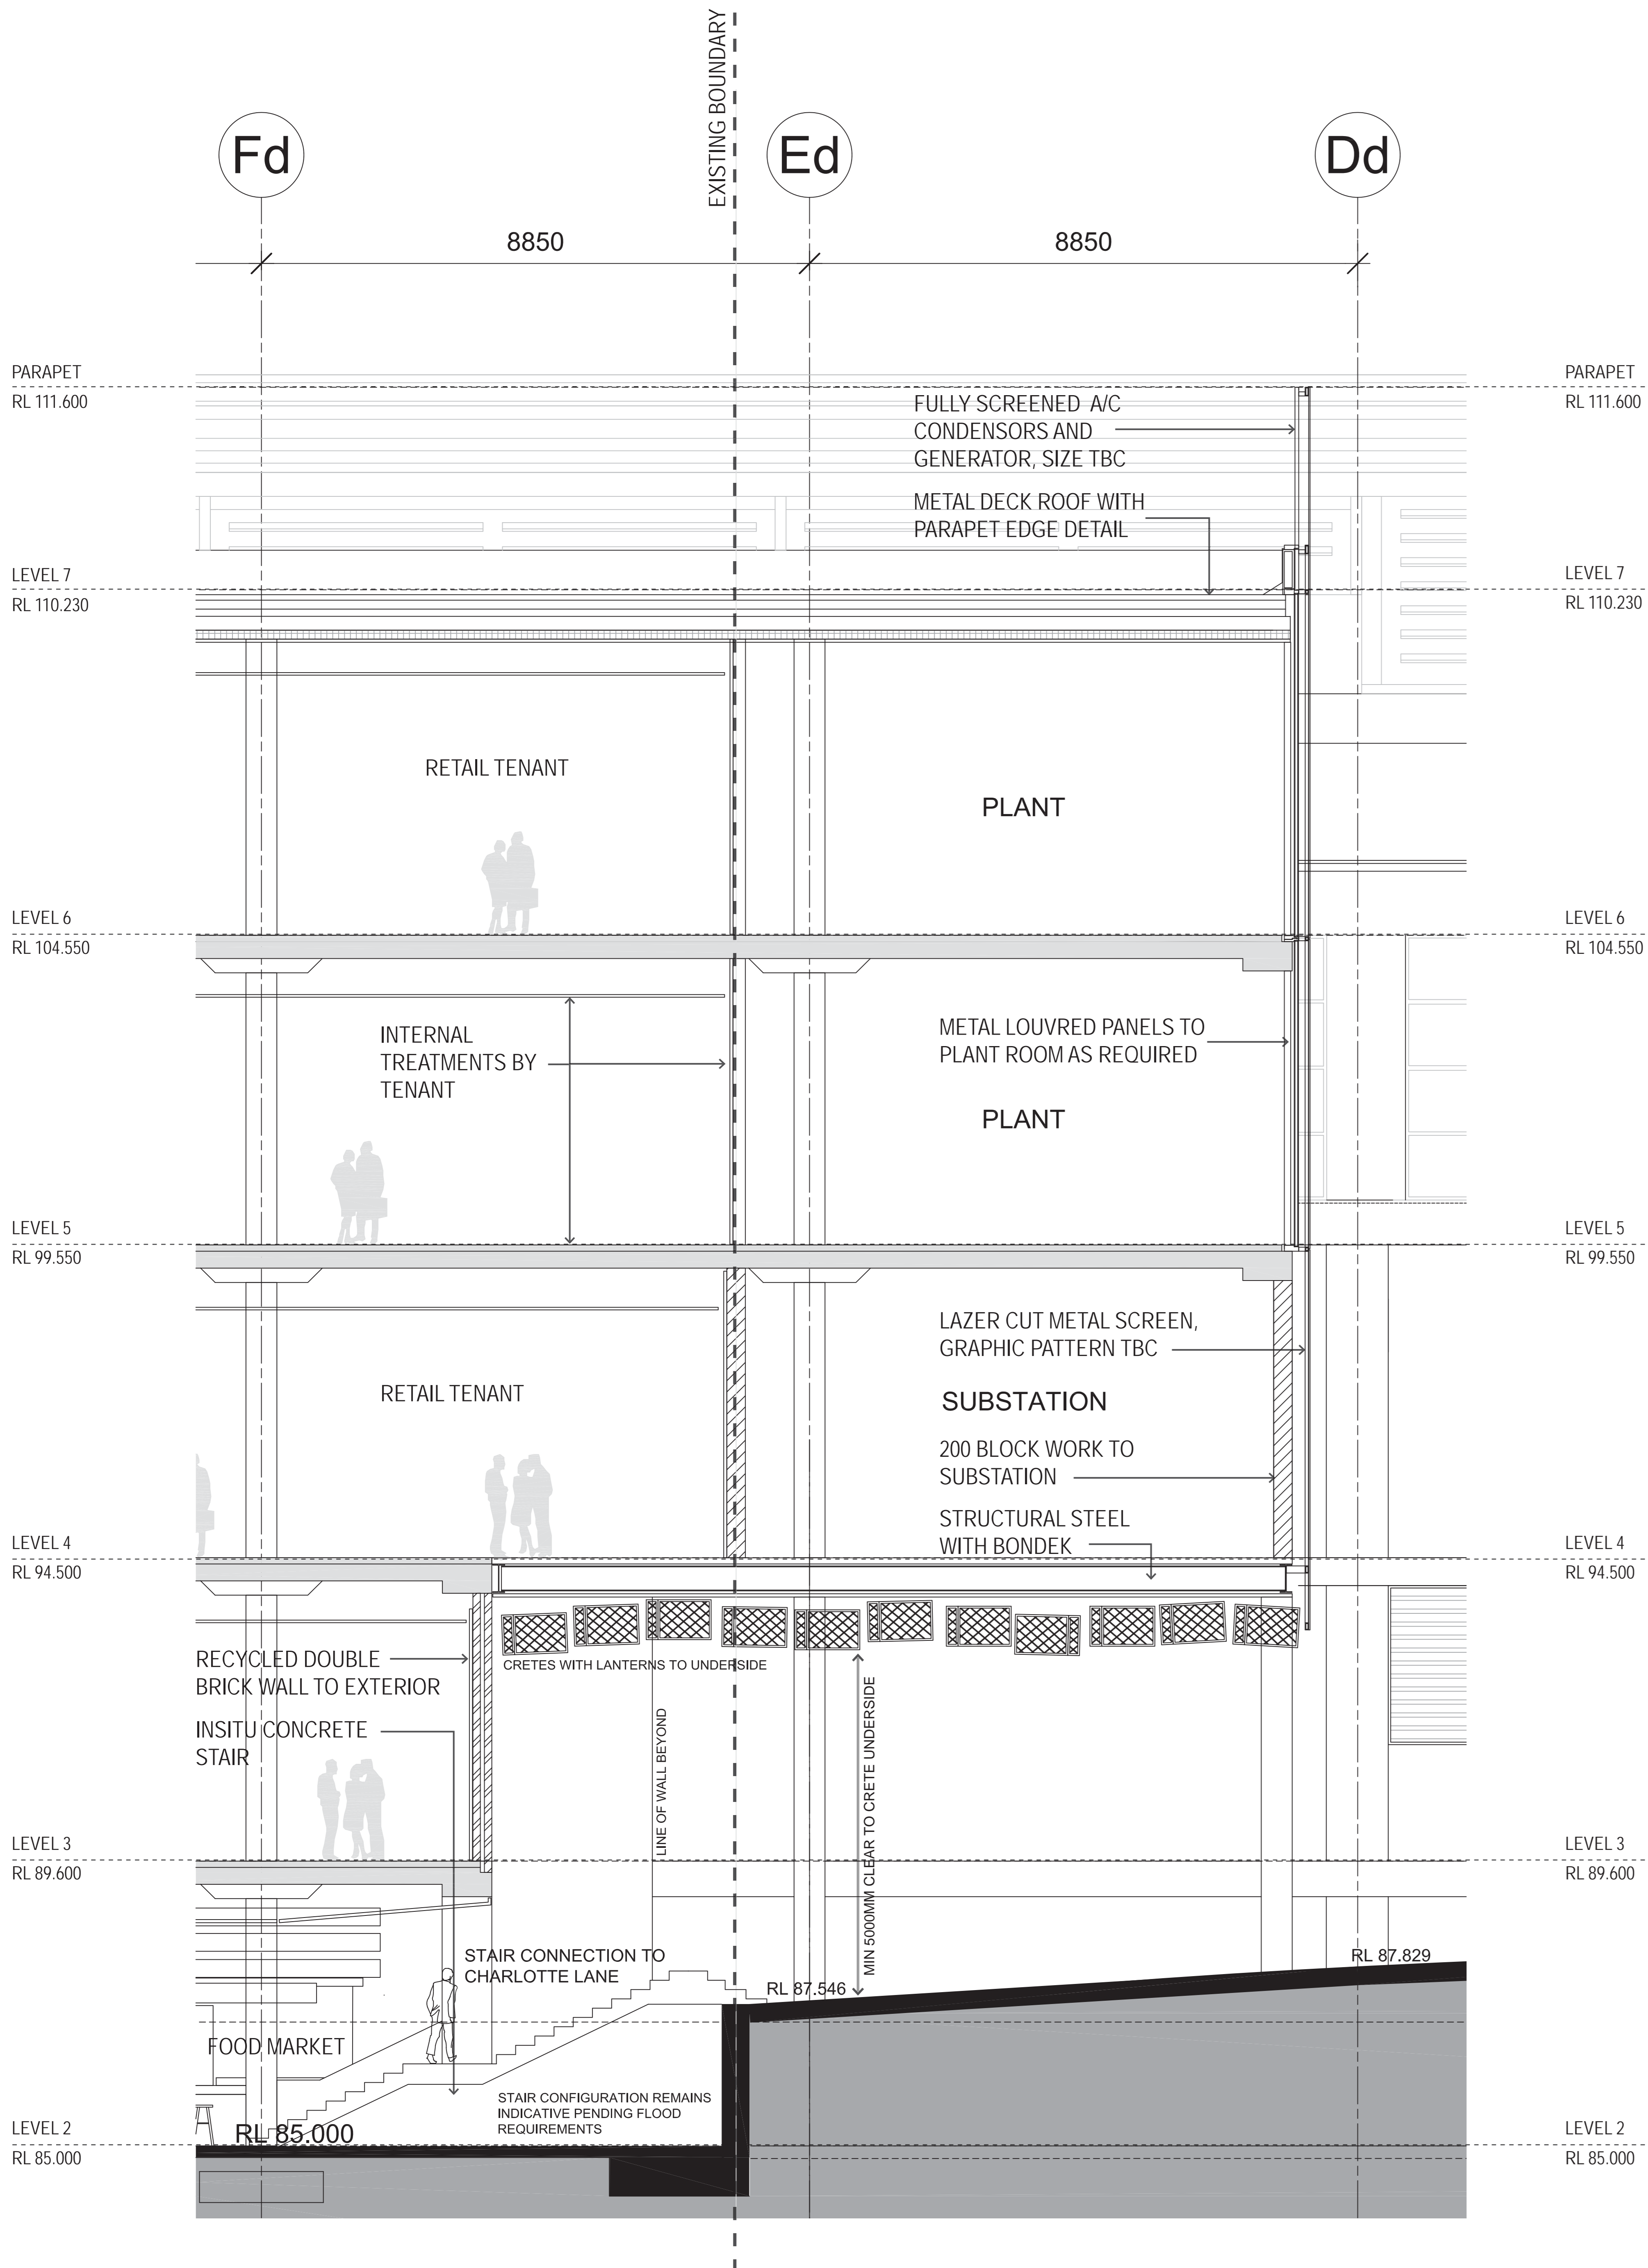 EXISTING BOUNDARY
Fd
Ed
Dd
8850
8850
PARAPET
RL 111.600
PARAPET
RL 111.600
FULLY SCREENED A/C
CONDENSORS AND
GENERATOR, SIZE TBC
METAL DECK ROOF WITH
PARAPET EDGE DETAIL
LEVEL 7
RL 110.230
LEVEL 7
RL 110.230
RETAIL TENANT
PLANT
LEVEL 6
RL 104.550
LEVEL 6
RL 104.550
INTERNAL
TREATMENTS BY
TENANT
METAL LOUVRED PANELS TO
PLANT ROOM AS REQUIRED
PLANT
LEVEL 5
RL 99.550
LEVEL 5
RL 99.550
LAZER CUT METAL SCREEN,
GRAPHIC PATTERN TBC
RETAIL TENANT
SUBSTATION
200 BLOCK WORK TO
SUBSTATION
STRUCTURAL STEEL
WITH BONDEK
LEVEL 4
RL 94.500
LEVEL 4
RL 94.500
RECYCLED DOUBLE
BRICK WALL TO EXTERIOR
CRETES WITH LANTERNS TO UNDERSIDE
INSITU CONCRETE
STAIR
LINE OF WALL BEYOND
MIN 5000MM CLEAR TO CRETE UNDERSIDE
LEVEL 3
RL 89.600
LEVEL 3
RL 89.600
STAIR CONNECTION TO
CHARLOTTE LANE
RL 87.546
RL 87.829
FOOD MARKET
STAIR CONFIGURATION REMAINS
INDICATIVE PENDING FLOOD
REQUIREMENTS
RL 85.000
LEVEL 2
RL 85.000
LEVEL 2
RL 85.000